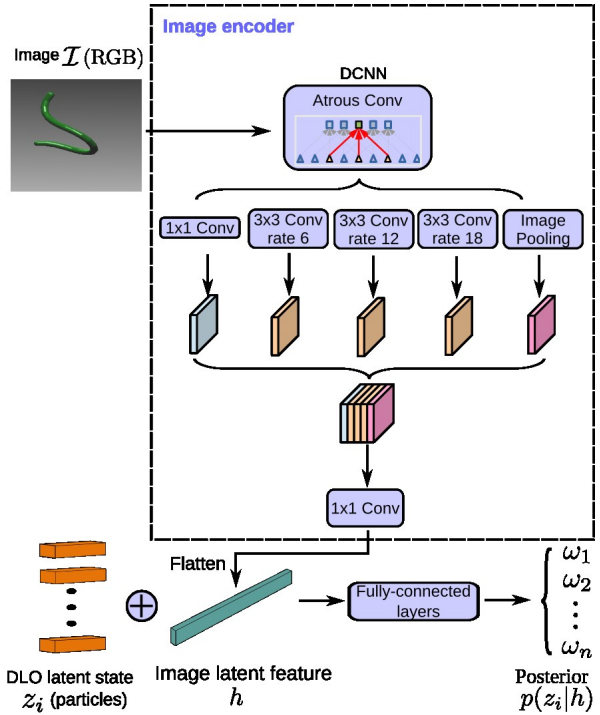 Image encoder
Image 𝓘 (RGB)
DCNN
Atrous Conv
1x1 Conv
3x3 Conv
rate 6
3x3 Conv
rate 12
3x3 Conv
rate 18
Image
Pooling
1x1 Conv
Flatten
Fully-connected
layers
ω₁
ω₂
⋮
ωₙ
DLO latent state
zᵢ (particles)
Image latent feature
h
Posterior
p(zᵢ|h)